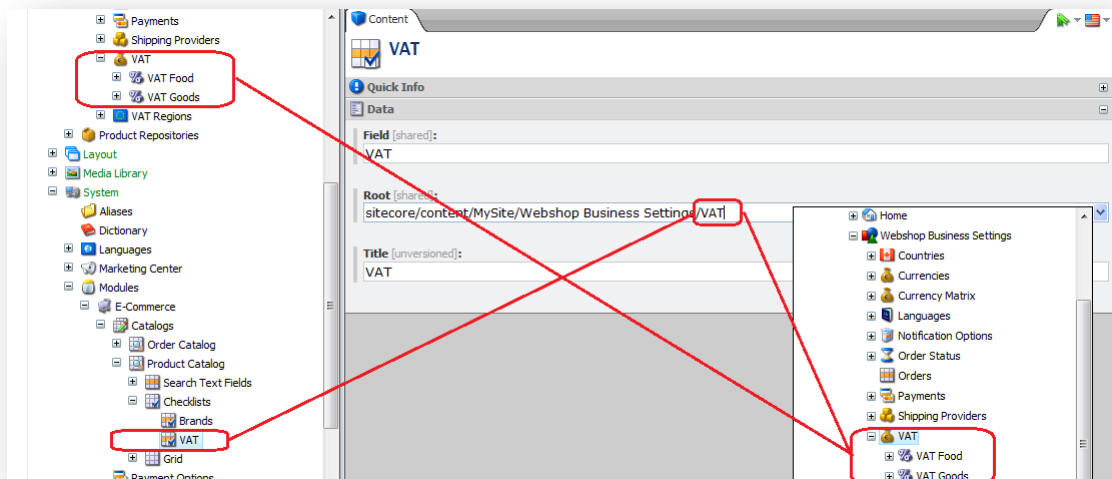 Payments
Shipping Providers
VAT
VAT Food
VAT Goods
VAT Regions
Product Repositories
Layout
Media Library
System
Aliases
Dictionary
Languages
Marketing Center
Modules
E-Commerce
Catalogs
Order Catalog
Product Catalog
Search Text Fields
Checklists
Brands
VAT
Grid
Payment Options
Content
VAT
Quick Info
Data
Field [shared]:
VAT
Root [shared]:
sitecore/content/MySite/Webshop Business Settings/VAT
Title [unversioned]:
VAT
Home
Webshop Business Settings
Countries
Currencies
Currency Matrix
Languages
Notification Options
Order Status
Orders
Payments
Shipping Providers
VAT
VAT Food
VAT Goods